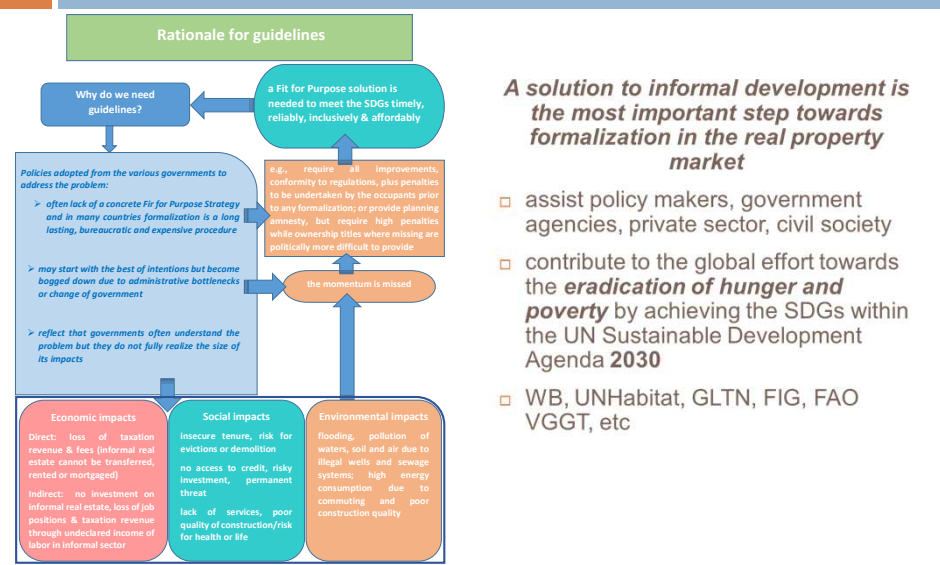 Rationale for guidelines
Why do we need
guidelines?
a Fit for Purpose solution is
needed to meet the SDGs timely,
reliably, inclusively & affordably
Policies adopted from the various governments to
address the problem:
➢ often lack of a concrete Fir for Purpose Strategy
and in many countries formalization is a long
lasting, bureaucratic and expensive procedure
➢ may start with the best of intentions but become
bogged down due to administrative bottlenecks
or change of government
➢ reflect that governments often understand the
problem but they do not fully realize the size of
its impacts
e.g., require all improvements,
conformity to regulations, plus penalties
to be undertaken by the occupants prior
to any formalization; or provide planning
amnesty, but require high penalties
while ownership titles where missing are
politically more difficult to provide
the momentum is missed
Economic impacts
Direct: loss of taxation
revenue & fees (informal real
estate cannot be transferred,
rented or mortgaged)
Indirect: no investment on
informal real estate, loss of job
positions & taxation revenue
through undeclared income of
labor in informal sector
Social impacts
insecure tenure, risk for
evictions or demolition
no access to credit, risky
investment, permanent
threat
lack of services, poor
quality of construction/risk
for health or life
Environmental impacts
flooding, pollution of
waters, soil and air due to
illegal wells and sewage
systems; high energy
consumption due to
commuting and poor
construction quality
A solution to informal development is
the most important step towards
formalization in the real property
market
assist policy makers, government
agencies, private sector, civil society
contribute to the global effort towards
the eradication of hunger and
poverty by achieving the SDGs within
the UN Sustainable Development
Agenda 2030
WB, UNHabitat, GLTN, FIG, FAO
VGGT, etc